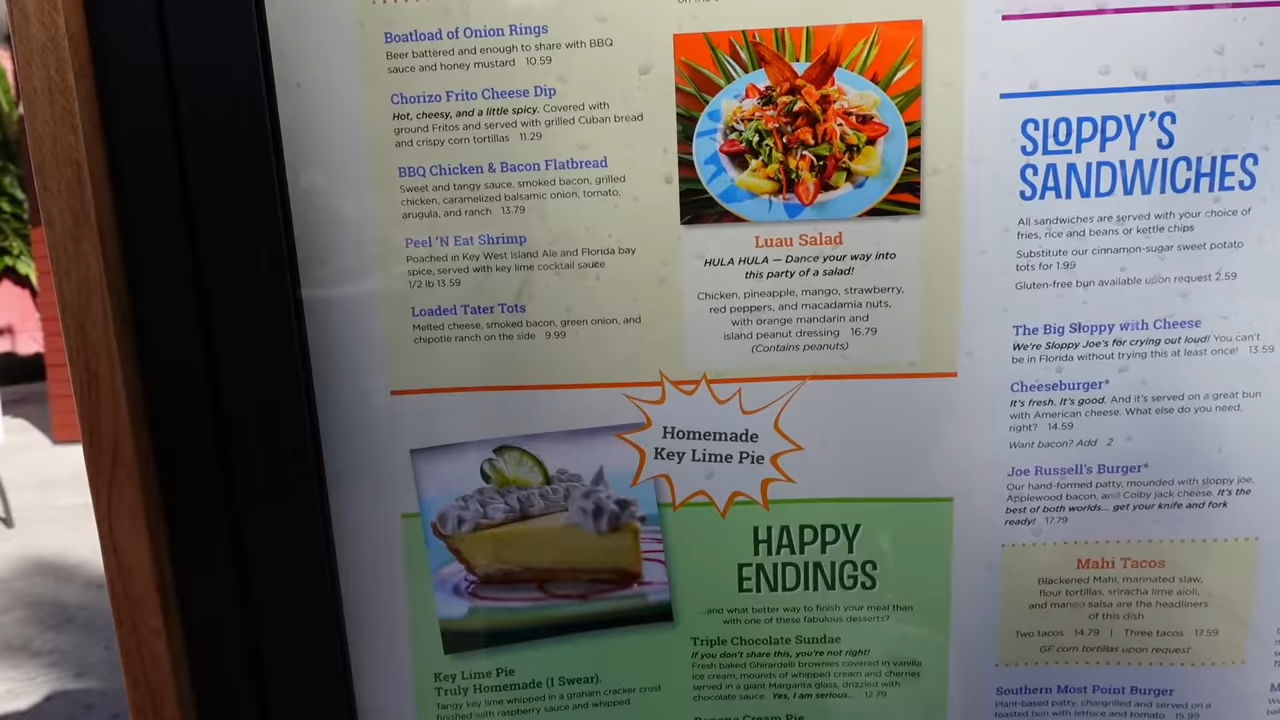 Boatload of Onion Rings
Beer battered and enough to share with BBQ
sauce and honey mustard 10.59
Chorizo Frito Cheese Dip
Hot, cheesy, and a little spicy. Covered with
ground Fritos and served with grilled Cuban bread
and crispy corn tortillas 11.29
BBQ Chicken & Bacon Flatbread
Sweet and tangy sauce, smoked bacon, grilled
chicken, caramelized balsamic onion, tomato,
arugula, and ranch 13.79
Peel 'N Eat Shrimp
Poached in Key West Island Ale and Florida bay
spice, served with key lime cocktail sauce
1/2 lb 13.59
Loaded Tater Tots
Melted cheese, smoked bacon, green onion, and
chipotle ranch on the side 9.99
Luau Salad
HULA HULA — Dance your way into
this party of a salad!
Chicken, pineapple, mango, strawberry,
red peppers, and macadamia nuts,
with orange mandarin and
island peanut dressing 16.79
(Contains peanuts)
Homemade
Key Lime Pie
HAPPY
ENDINGS
...and what better way to finish your meal than
with one of these fabulous desserts?
Key Lime Pie
Truly Homemade (I Swear).
Tangy key lime whipped in a graham cracker crust
finished with raspberry sauce and whipped
Triple Chocolate Sundae
If you don't share this, you're not right!
Fresh baked Ghirardelli brownies covered in vanilla
ice cream, mounds of whipped cream and cherries
served in a giant Margarita glass, drizzled with
chocolate sauce. Yes, I am serious... 12.79
Banana Cream Pie
SLOPPY'S
SANDWICHES
All sandwiches are served with your choice of
fries, rice and beans or kettle chips
Substitute our cinnamon-sugar sweet potato
tots for 1.99
Gluten-free bun available upon request 2.59
The Big Sloppy with Cheese
We're Sloppy Joe's for crying out loud! You can't
be in Florida without trying this at least once! 13.59
Cheeseburger*
It's fresh. It's good. And it's served on a great bun
with American cheese. What else do you need,
right? 14.59
Want bacon? Add 2
Joe Russell's Burger*
Our hand-formed patty, mounded with sloppy joe,
Applewood bacon, and Colby jack cheese. It's the
best of both worlds... get your knife and fork
ready! 17.79
Mahi Tacos
Blackened Mahi, marinated slaw,
flour tortillas, sriracha lime aioli,
and mango salsa are the headliners
of this dish
Two tacos 14.79 | Three tacos 17.59
GF corn tortillas upon request
Southern Most Point Burger
Plant-based patty, chargrilled and served on a
toasted bun with lettuce and tomato